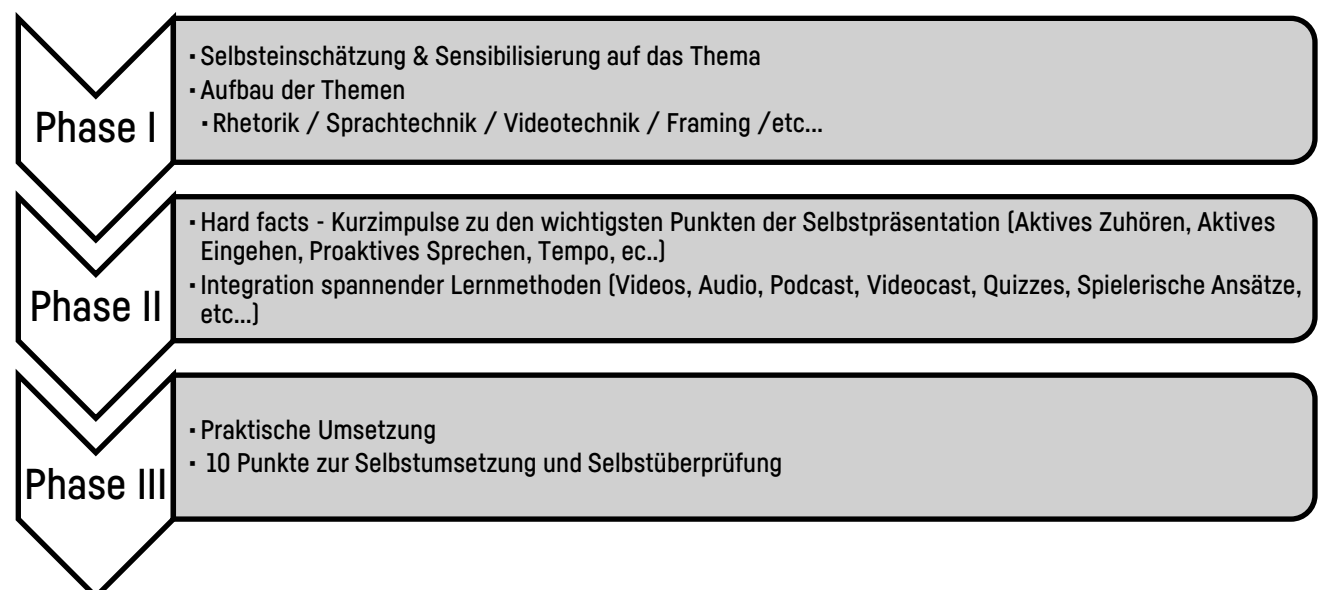 Phase I
▪ Selbsteinschätzung & Sensibilisierung auf das Thema
▪ Aufbau der Themen
▪ Rhetorik / Sprachtechnik / Videotechnik / Framing /etc...
Phase II
▪ Hard facts - Kurzimpulse zu den wichtigsten Punkten der Selbstpräsentation (Aktives Zuhören, Aktives
Eingehen, Proaktives Sprechen, Tempo, ec..)
▪ Integration spannender Lernmethoden (Videos, Audio, Podcast, Videocast, Quizzes, Spielerische Ansätze,
etc...)
Phase III
▪ Praktische Umsetzung
▪ 10 Punkte zur Selbstumsetzung und Selbstüberprüfung